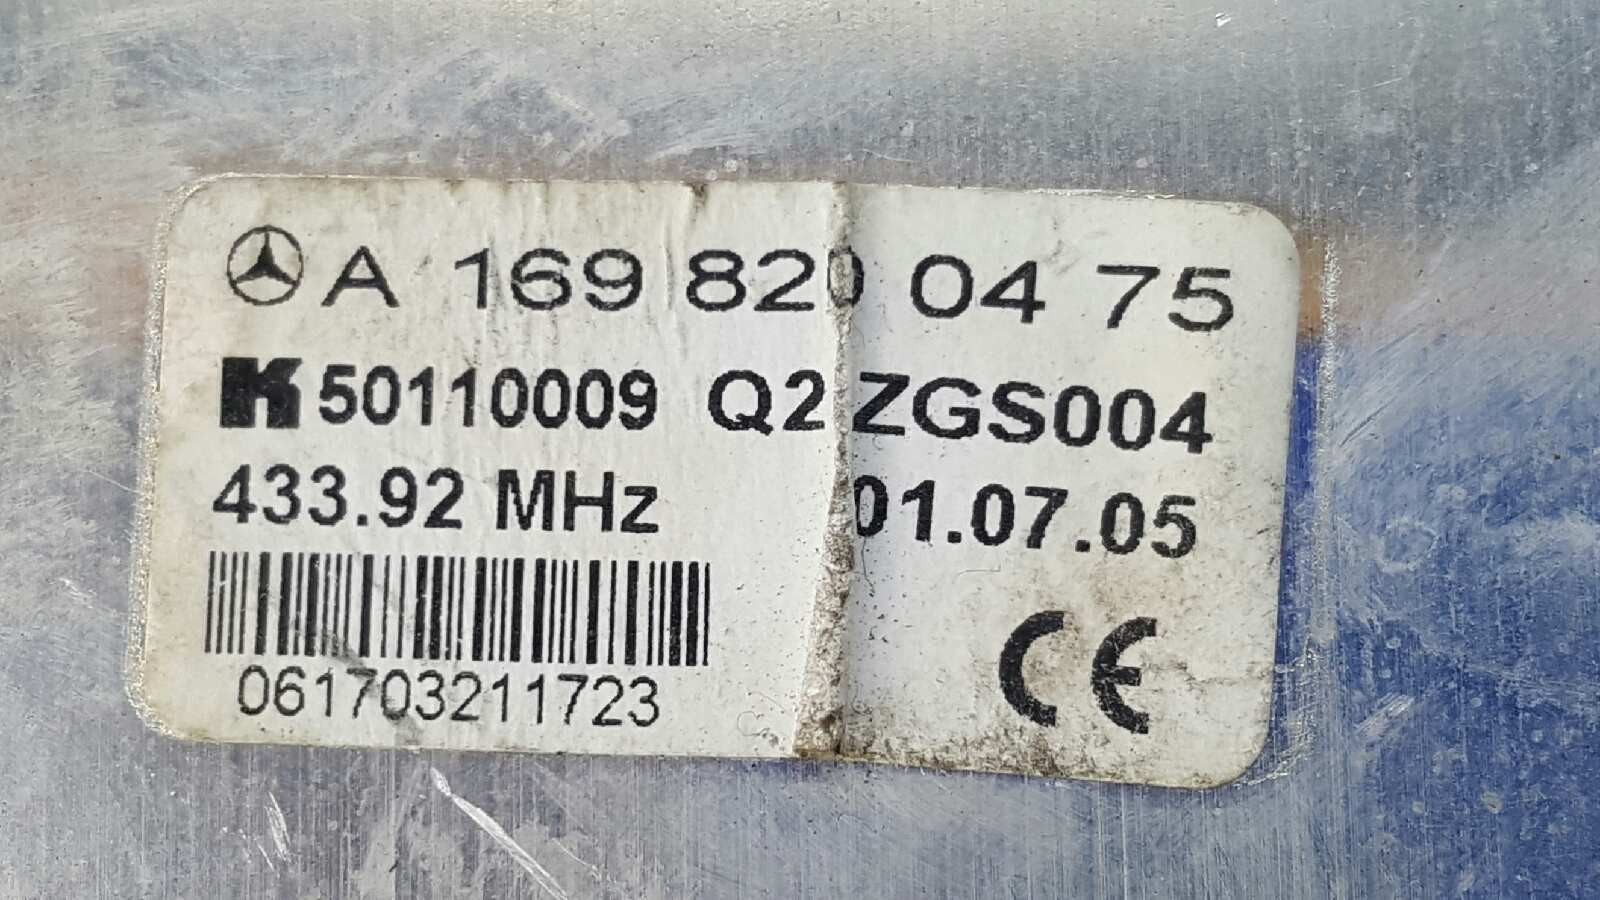 A 169 820 04 75
K 50110009 Q2 ZGS004
433.92 MHz 01.07.05
061703211723
CE